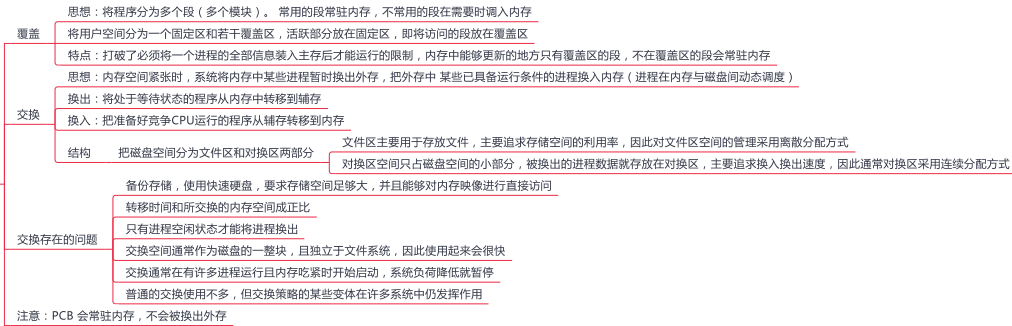 覆盖
思想：将程序分为多个段（多个模块）。 常用的段常驻内存，不常用的段在需要时调入内存
将用户空间分为一个固定区和若干覆盖区，活跃部分放在固定区，即将访问的段放在覆盖区
特点：打破了必须将一个进程的全部信息装入主存后才能运行的限制，内存中能够更新的地方只有覆盖区的段，不在覆盖区的段会常驻内存
交换
思想：内存空间紧张时，系统将内存中某些进程暂时换出外存，把外存中 某些已具备运行条件的进程换入内存（进程在内存与磁盘间动态调度）
换出：将处于等待状态的程序从内存中转移到辅存
换入：把准备好竞争CPU运行的程序从辅存转移到内存
结构
把磁盘空间分为文件区和对换区两部分
文件区主要用于存放文件，主要追求存储空间的利用率，因此对文件区空间的管理采用离散分配方式
对换区空间只占磁盘空间的小部分，被换出的进程数据就存放在对换区，主要追求换入换出速度，因此通常对换区采用连续分配方式
交换存在的问题
备份存储，使用快速硬盘，要求存储空间足够大，并且能够对内存映像进行直接访问
转移时间和所交换的内存空间成正比
只有进程空闲状态才能将进程换出
交换空间通常作为磁盘的一整块，且独立于文件系统，因此使用起来会很快
交换通常在有许多进程运行且内存吃紧时开始启动，系统负荷降低就暂停
普通的交换使用不多，但交换策略的某些变体在许多系统中仍发挥作用
注意：PCB 会常驻内存，不会被换出外存